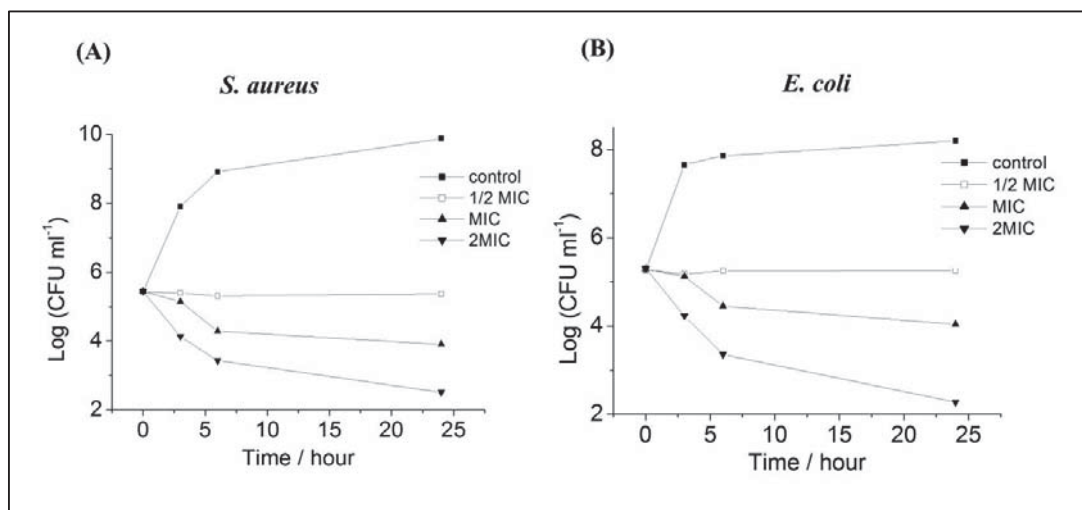 (A)
S. aureus
10
8
6
4
2
Log (CFU ml⁻¹)
control
1/2 MIC
MIC
2MIC
0 5 10 15 20 25
Time / hour
(B)
E. coli
8
6
4
2
Log (CFU ml⁻¹)
control
1/2 MIC
MIC
2MIC
0 5 10 15 20 25
Time / hour